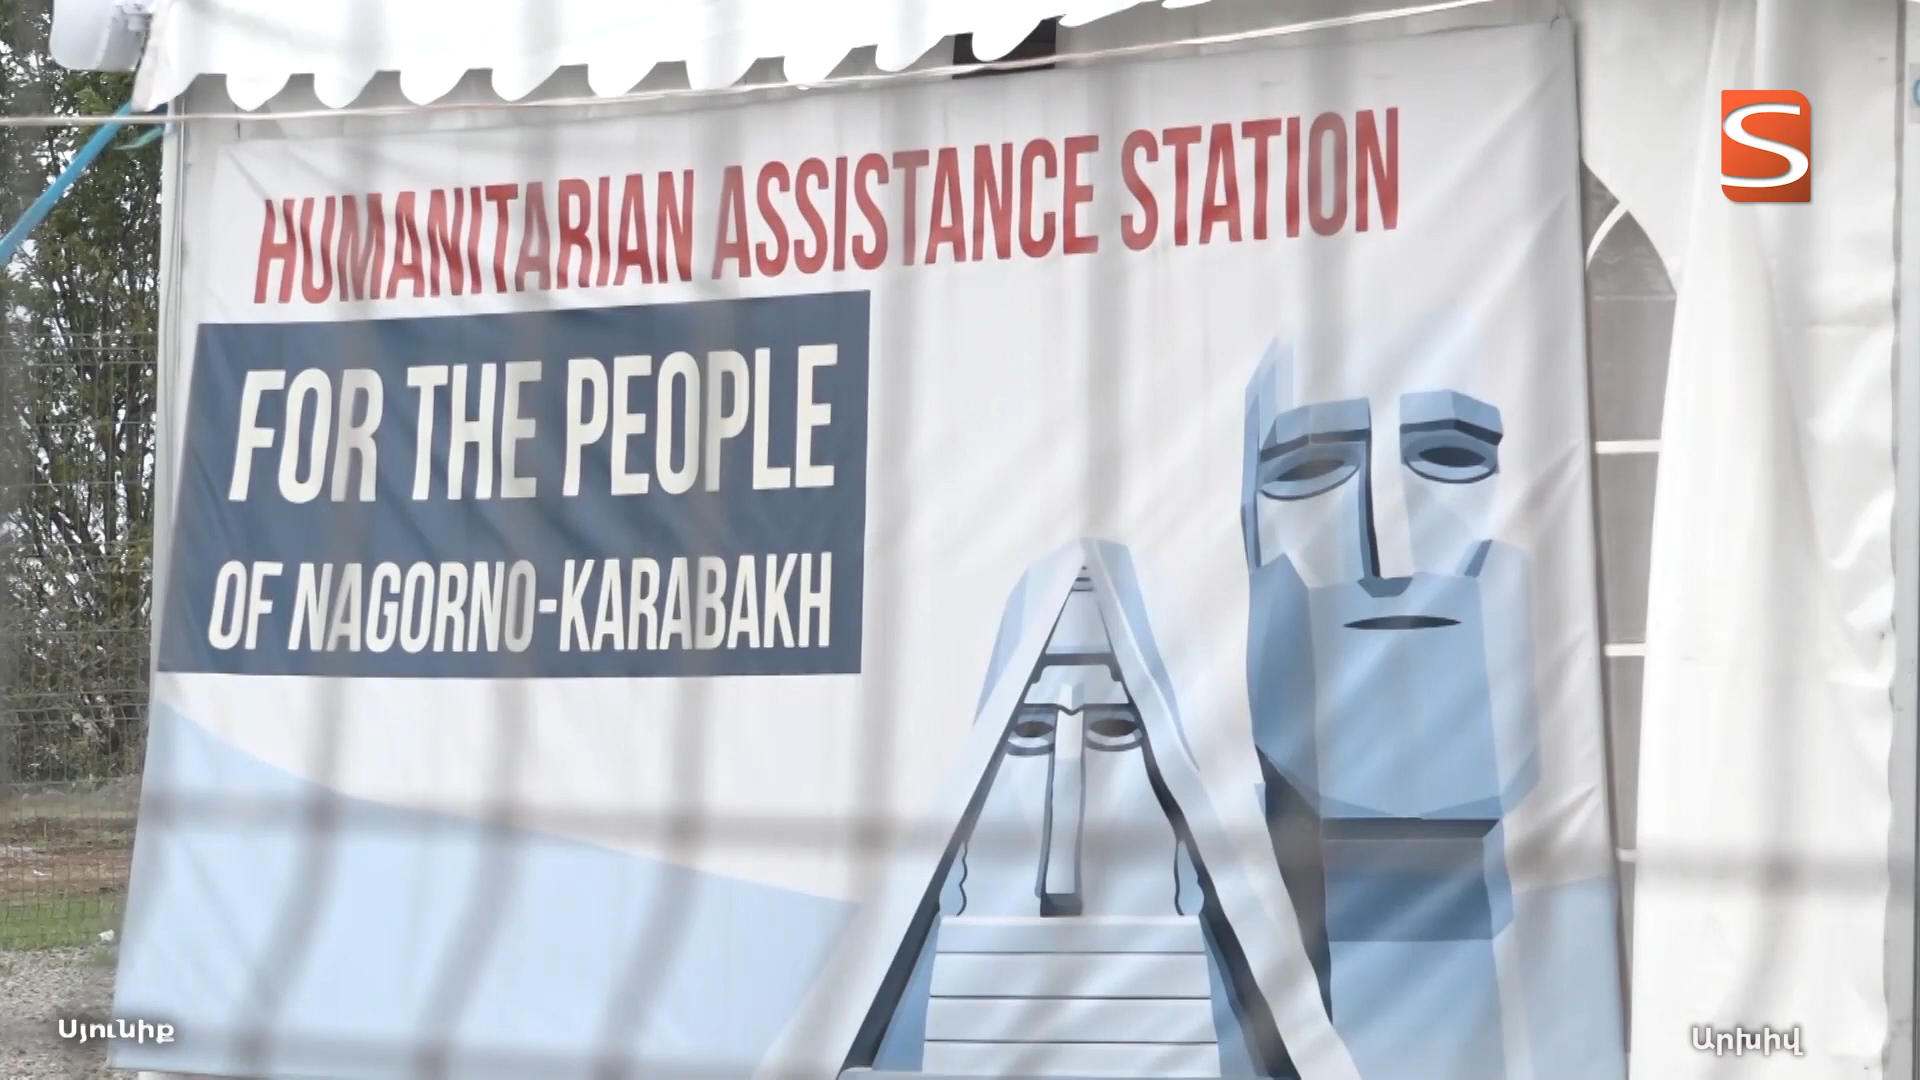 HUMANITARIAN ASSISTANCE STATION
FOR THE PEOPLE
OF NAGORNO-KARABAKH
S
Սյունիք
Արխիվ